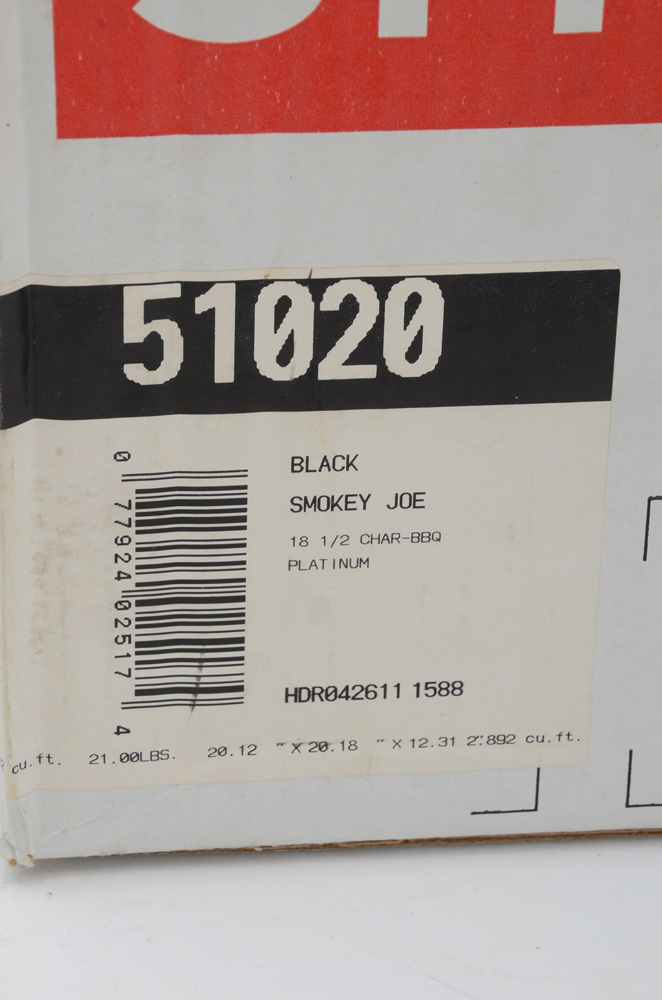 51020
BLACK
SMOKEY JOE
18 1/2 CHAR-BBQ
PLATINUM
0 77924 02517 4
HDR042611 1588
cu.ft. 21.00LBS. 20.12 " X 20.18 " X 12.31 2"892 cu.ft.